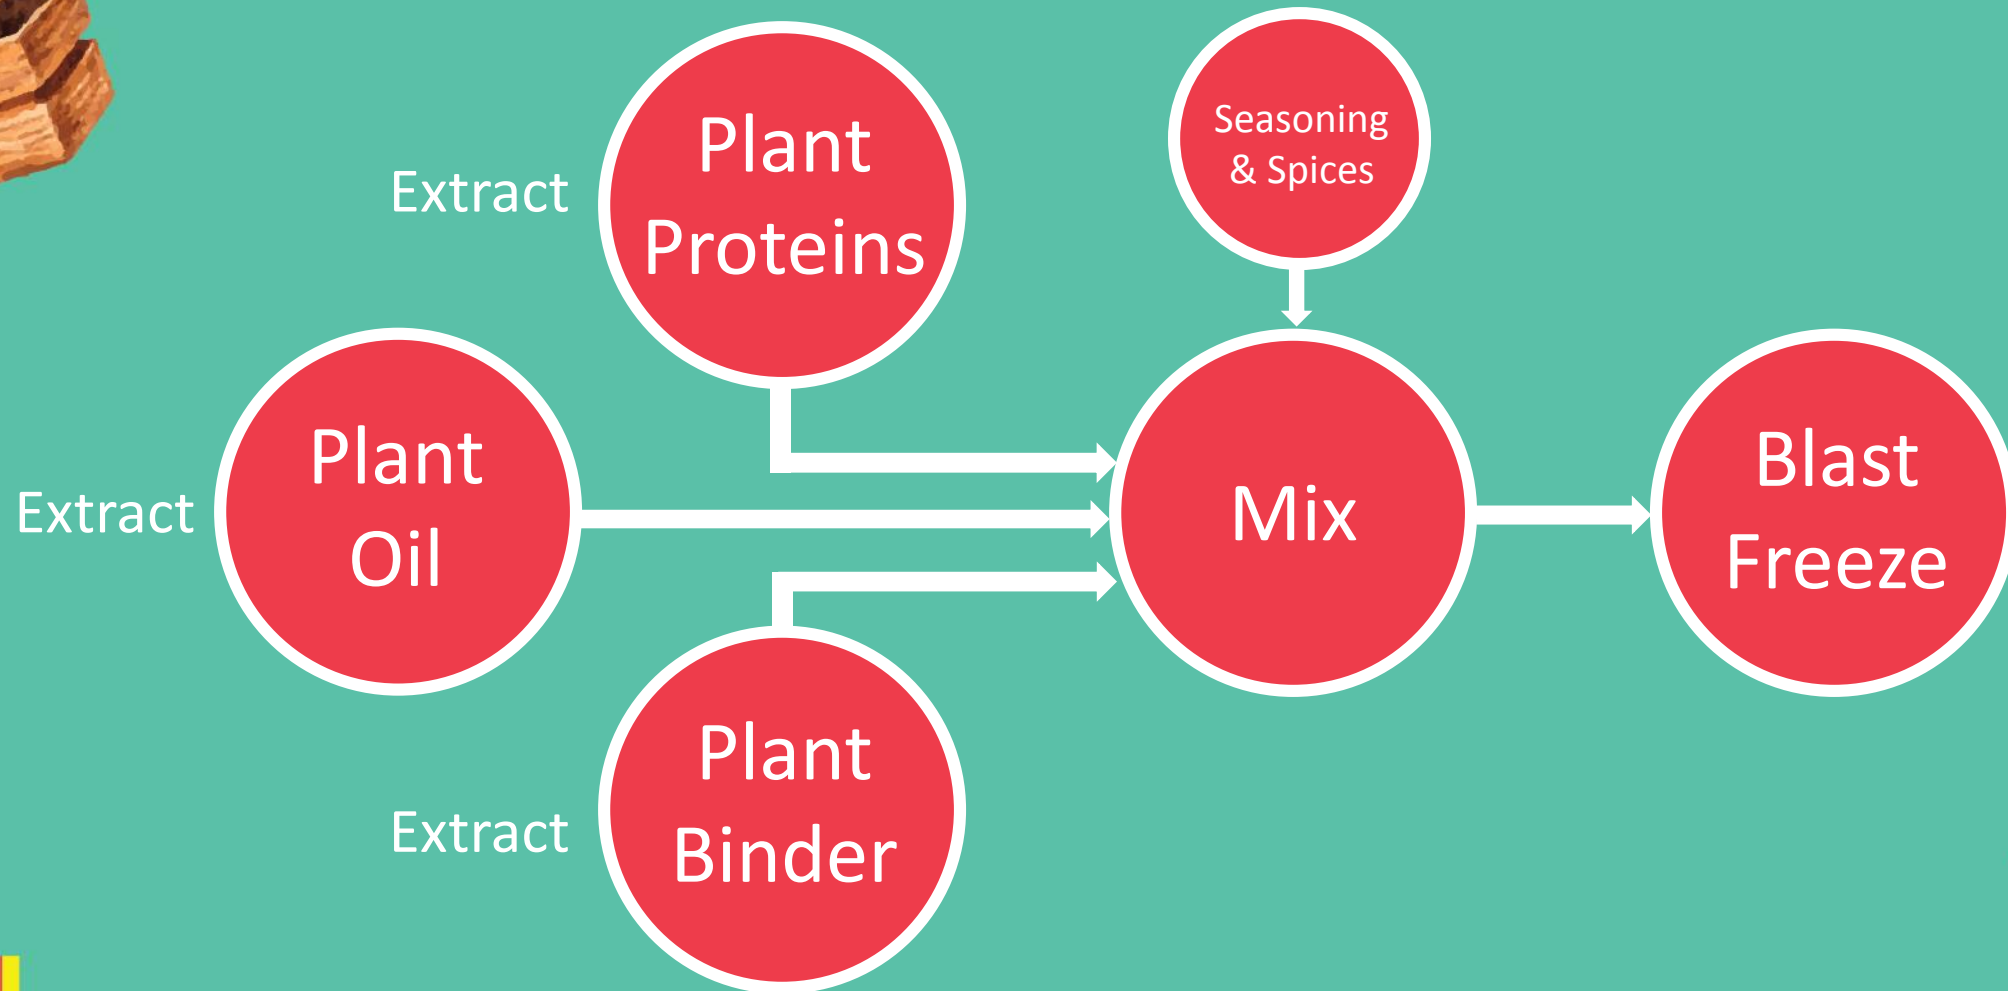 Extract
Plant
Proteins
Seasoning
& Spices
Extract
Plant
Oil
Mix
Blast
Freeze
Extract
Plant
Binder